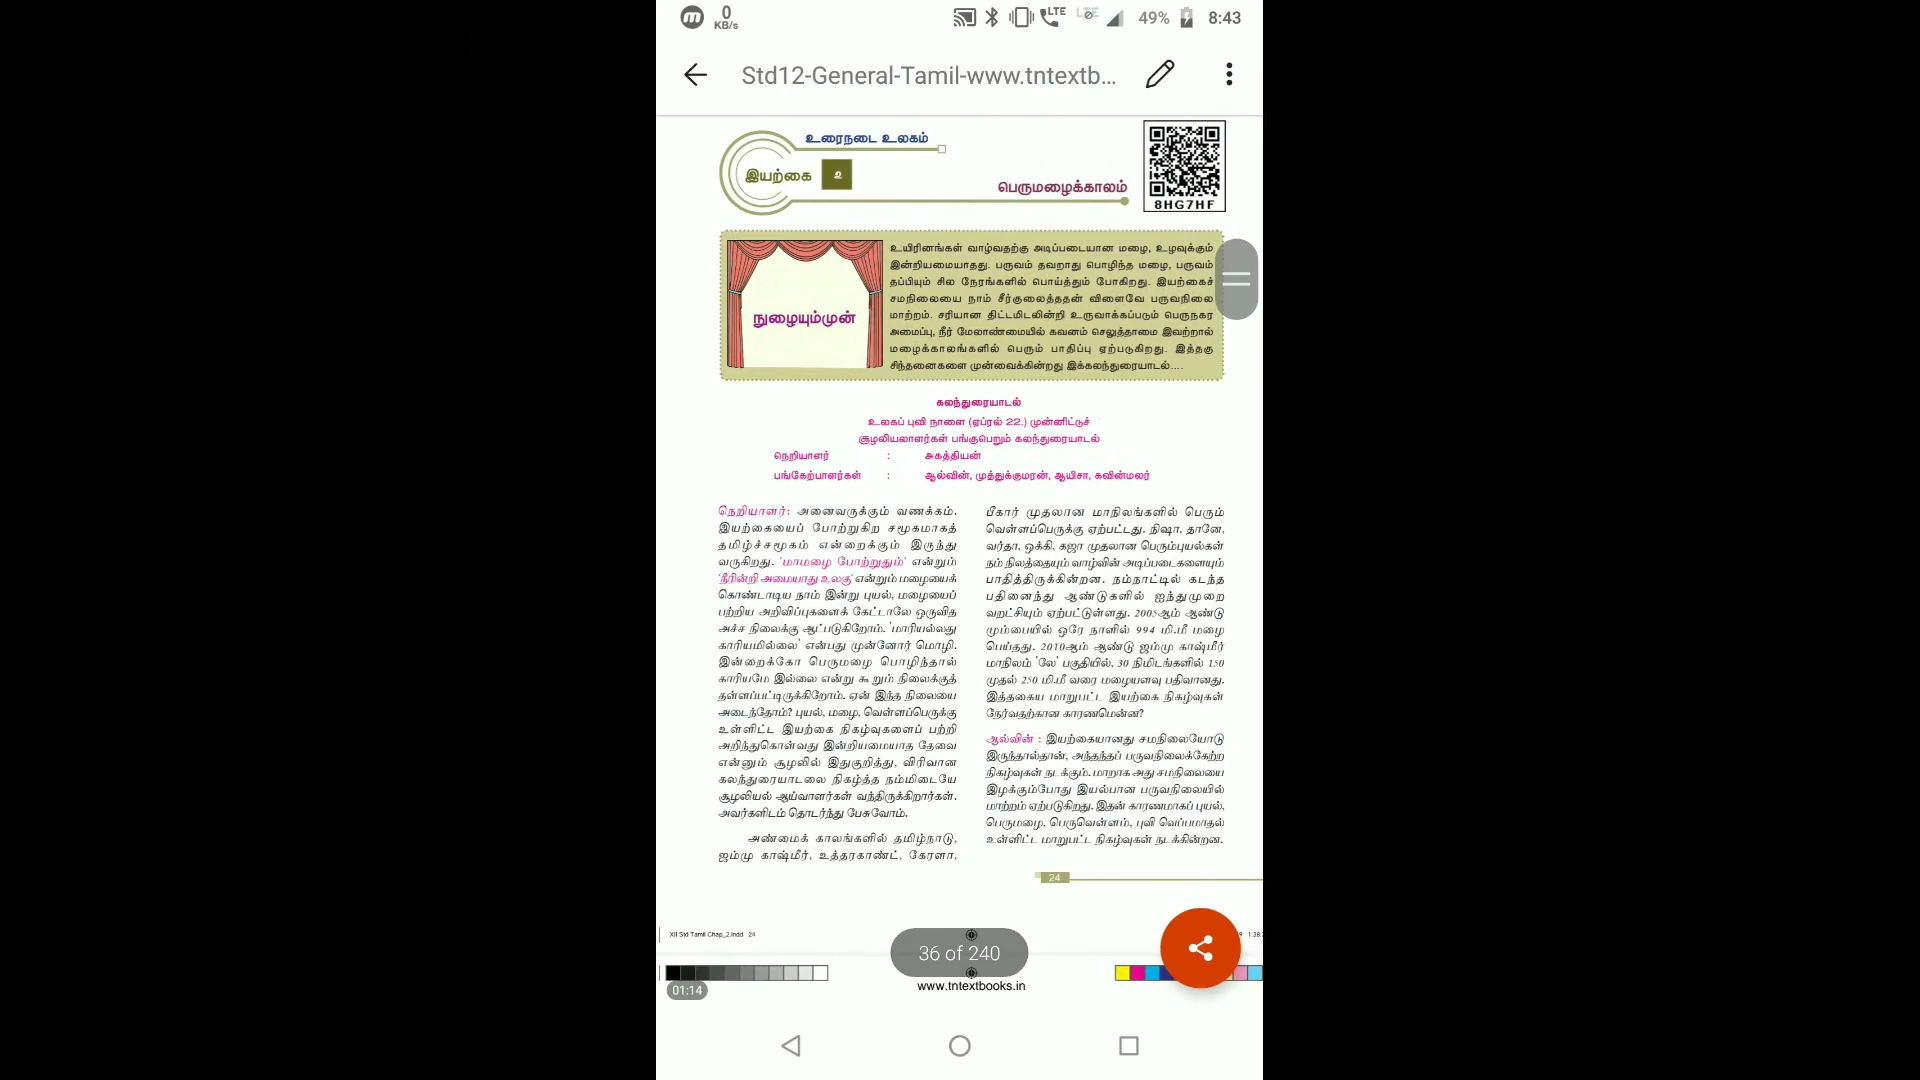 0
KB/s
LTE
LTE
49%
8:43
Std12-General-Tamil-www.tntextb...
உரைநடை உலகம்
இயற்கை
உ
பெருமழைக்காலம்
8HG7HF
நுழையும்முன்
உயிரினங்கள் வாழ்வதற்கு அடிப்படையான மழை, உழவுக்கும்
இன்றியமையாதது. பருவம் தவறாது பொழிந்த மழை, பருவம்
தப்பியும் சில நேரங்களில் பொய்த்தும் போகிறது. இயற்கைச்
சமநிலையை நாம் சீர்குலைத்ததன் விளைவே பருவநிலை
மாற்றம். சரியான திட்டமிடலின்றி உருவாக்கப்படும் பெருநகர
அமைப்பு, நீர் மேலாண்மையில் கவனம் செலுத்தாமை இவற்றால்
மழைக்காலங்களில் பெரும் பாதிப்பு ஏற்படுகிறது. இத்தகு
சிந்தனைகளை முன்வைக்கின்றது இக்கலந்துரையாடல்....
கலந்துரையாடல்
உலகப் புவி நாளை (ஏப்ரல் 22.) முன்னிட்டுச்
சூழலியலாளர்கள் பங்குபெறும் கலந்துரையாடல்
நெறியாளர் : அகத்தியன்
பங்கேற்பாளர்கள் : ஆல்வின், முத்துக்குமரன், ஆயிசா, கவின்மலர்
நெறியாளர்: அனைவருக்கும் வணக்கம்.
இயற்கையைப் போற்றுகிற சமூகமாகத்
தமிழ்ச்சமூகம் என்றைக்கும் இருந்து
வருகிறது. 'மாமழை போற்றுதும்' என்றும்
'நீரின்றி அமையாது உலகு' என்றும் மழையைக்
கொண்டாடிய நாம் இன்று புயல், மழையைப்
பற்றிய அறிவிப்புகளைக் கேட்டாலே ஒருவித
அச்ச நிலைக்கு ஆட்படுகிறோம். 'மாரியல்லது
காரியமில்லை' என்பது முன்னோர் மொழி.
இன்றைக்கோ பெருமழை பொழிந்தால்
காரியமே இல்லை என்று கூறும் நிலைக்குத்
தள்ளப்பட்டிருக்கிறோம். ஏன் இந்த நிலையை
அடைந்தோம்? புயல், மழை, வெள்ளப்பெருக்கு
உள்ளிட்ட இயற்கை நிகழ்வுகளைப் பற்றி
அறிந்துகொள்வது இன்றியமையாத தேவை
என்னும் சூழலில் இதுகுறித்து, விரிவான
கலந்துரையாடலை நிகழ்த்த நம்மிடையே
சூழலியல் ஆய்வாளர்கள் வந்திருக்கிறார்கள்.
அவர்களிடம் தொடர்ந்து பேசுவோம்.
அண்மைக் காலங்களில் தமிழ்நாடு,
ஜம்மு காஷ்மீர், உத்தரகாண்ட், கேரளா,
பீகார் முதலான மாநிலங்களில் பெரும்
வெள்ளப்பெருக்கு ஏற்பட்டது. நிஷா, தானே,
வர்தா, ஒக்கி, கஜா முதலான பெரும்புயல்கள்
நம் நிலத்தையும் வாழ்வின் அடிப்படைகளையும்
பாதித்திருக்கின்றன. நம்நாட்டில் கடந்த
பதினைந்து ஆண்டுகளில் ஐந்துமுறை
வறட்சியும் ஏற்பட்டுள்ளது. 2005ஆம் ஆண்டு
மும்பையில் ஒரே நாளில் 994 மி.மீ மழை
பெய்தது. 2010ஆம் ஆண்டு ஜம்மு காஷ்மீர்
மாநிலம் 'லே' பகுதியில், 30 நிமிடங்களில் 150
முதல் 250 மி.மீ வரை மழையளவு பதிவானது.
இத்தகைய மாறுபட்ட இயற்கை நிகழ்வுகள்
நேர்வதற்கான காரணமென்ன?
ஆல்வின் : இயற்கையானது சமநிலையோடு
இருந்தால்தான், அந்தந்தப் பருவநிலைக்கேற்ற
நிகழ்வுகள் நடக்கும். மாறாக அது சமநிலையை
இழக்கும்போது இயல்பான பருவநிலையில்
மாற்றம் ஏற்படுகிறது. இதன் காரணமாகப் புயல்,
பெருமழை, பெருவெள்ளம், புவி வெப்பமாதல்
உள்ளிட்ட மாறுபட்ட நிகழ்வுகள் நடக்கின்றன.
24
XII Std Tamil Chap_2.indd 24
36 of 240
01:14
www.tntextbooks.in